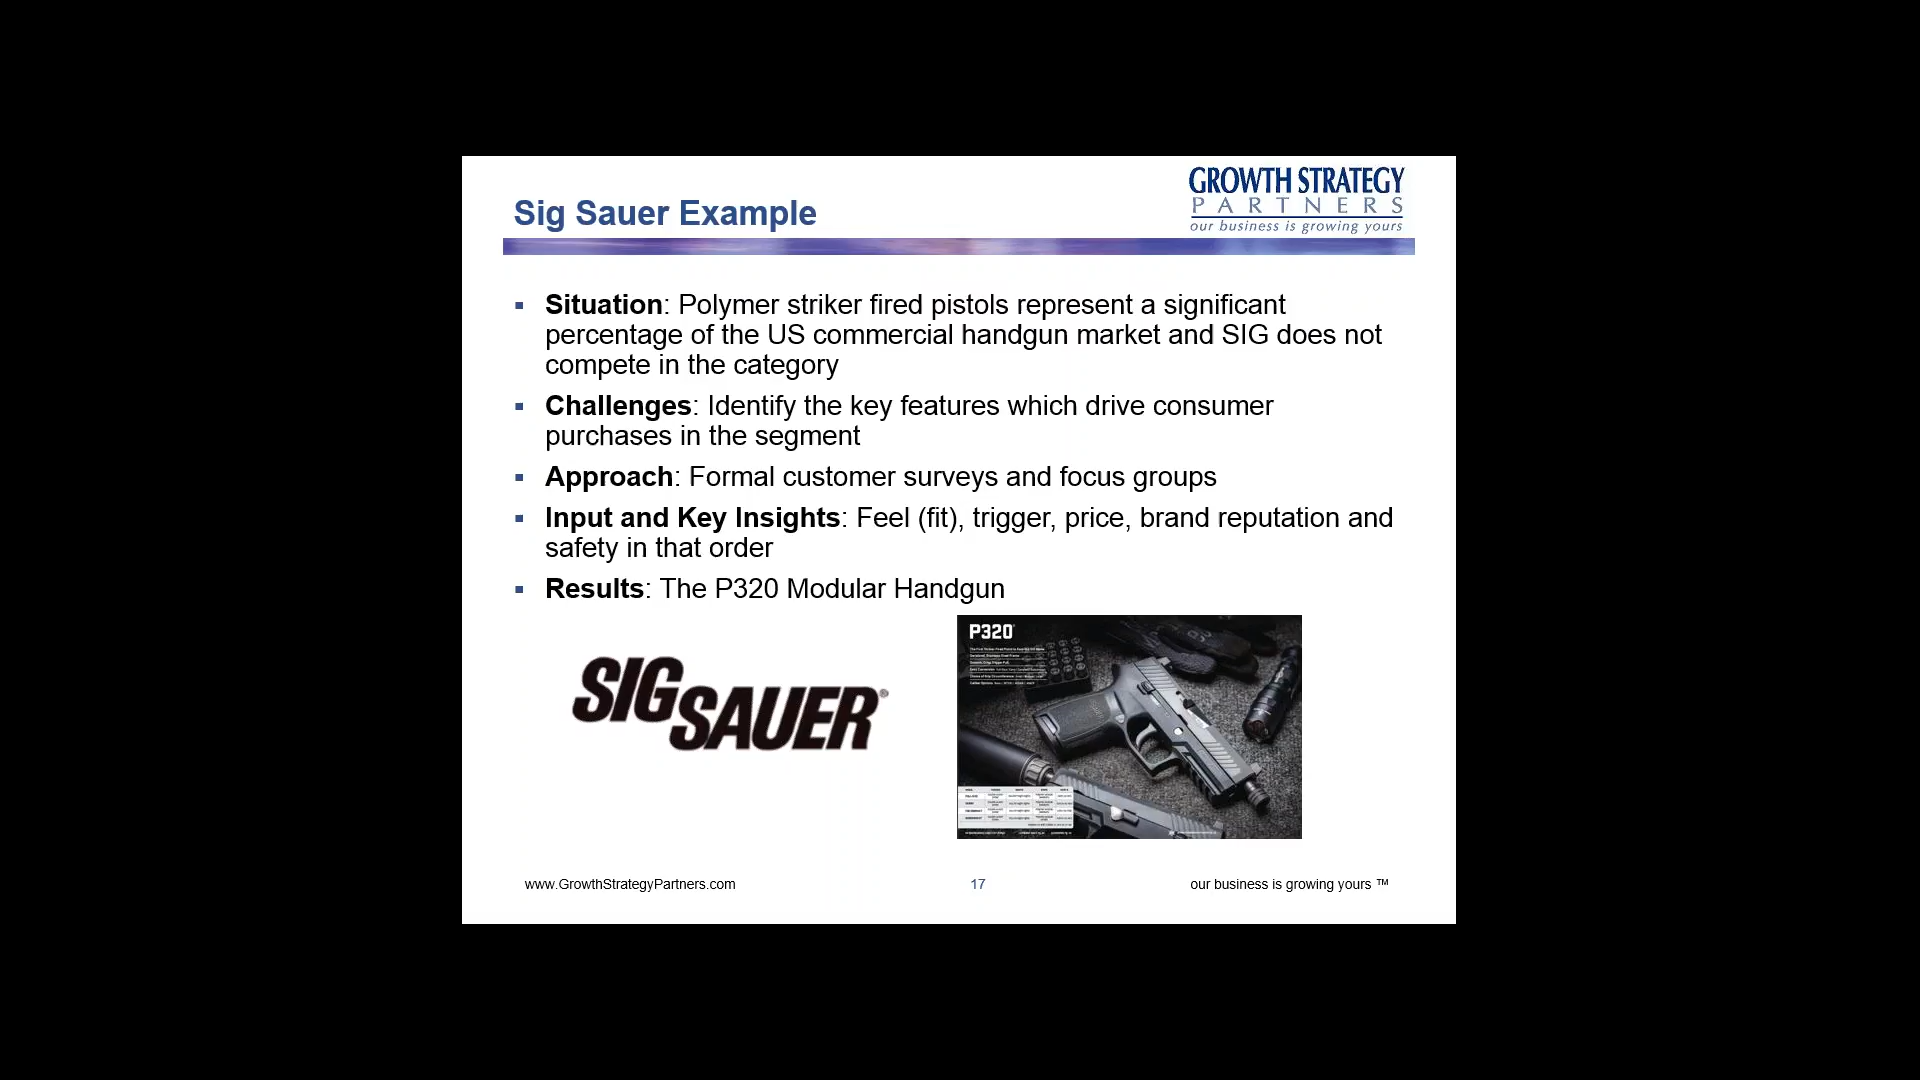 GROWTH STRATEGY
PARTNERS
our business is growing yours
Sig Sauer Example
▪ Situation: Polymer striker fired pistols represent a significant
percentage of the US commercial handgun market and SIG does not
compete in the category
▪ Challenges: Identify the key features which drive consumer
purchases in the segment
▪ Approach: Formal customer surveys and focus groups
▪ Input and Key Insights: Feel (fit), trigger, price, brand reputation and
safety in that order
▪ Results: The P320 Modular Handgun
P320
SIG SAUER®
www.GrowthStrategyPartners.com
17
our business is growing yours ™